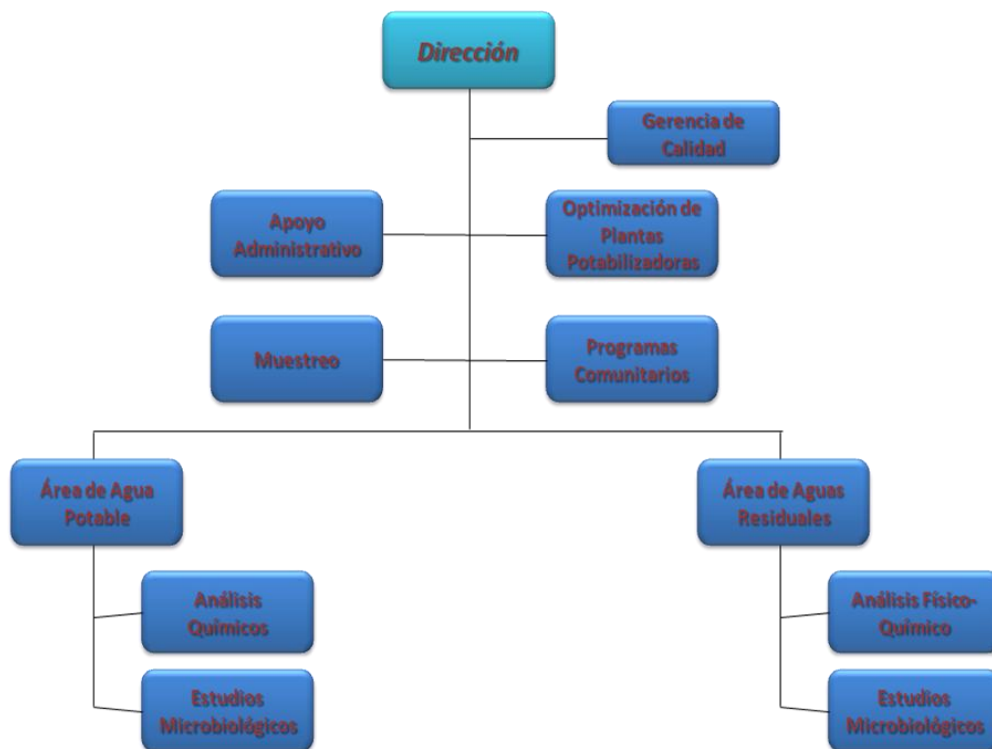 Dirección
Gerencia de
Calidad
Apoyo
Administrativo
Optimización de
Plantas
Potabilizadoras
Muestreo
Programas
Comunitarios
Área de Agua
Potable
Área de Aguas
Residuales
Análisis
Químicos
Análisis Físico-
Químico
Estudios
Microbiológicos
Estudios
Microbiológicos